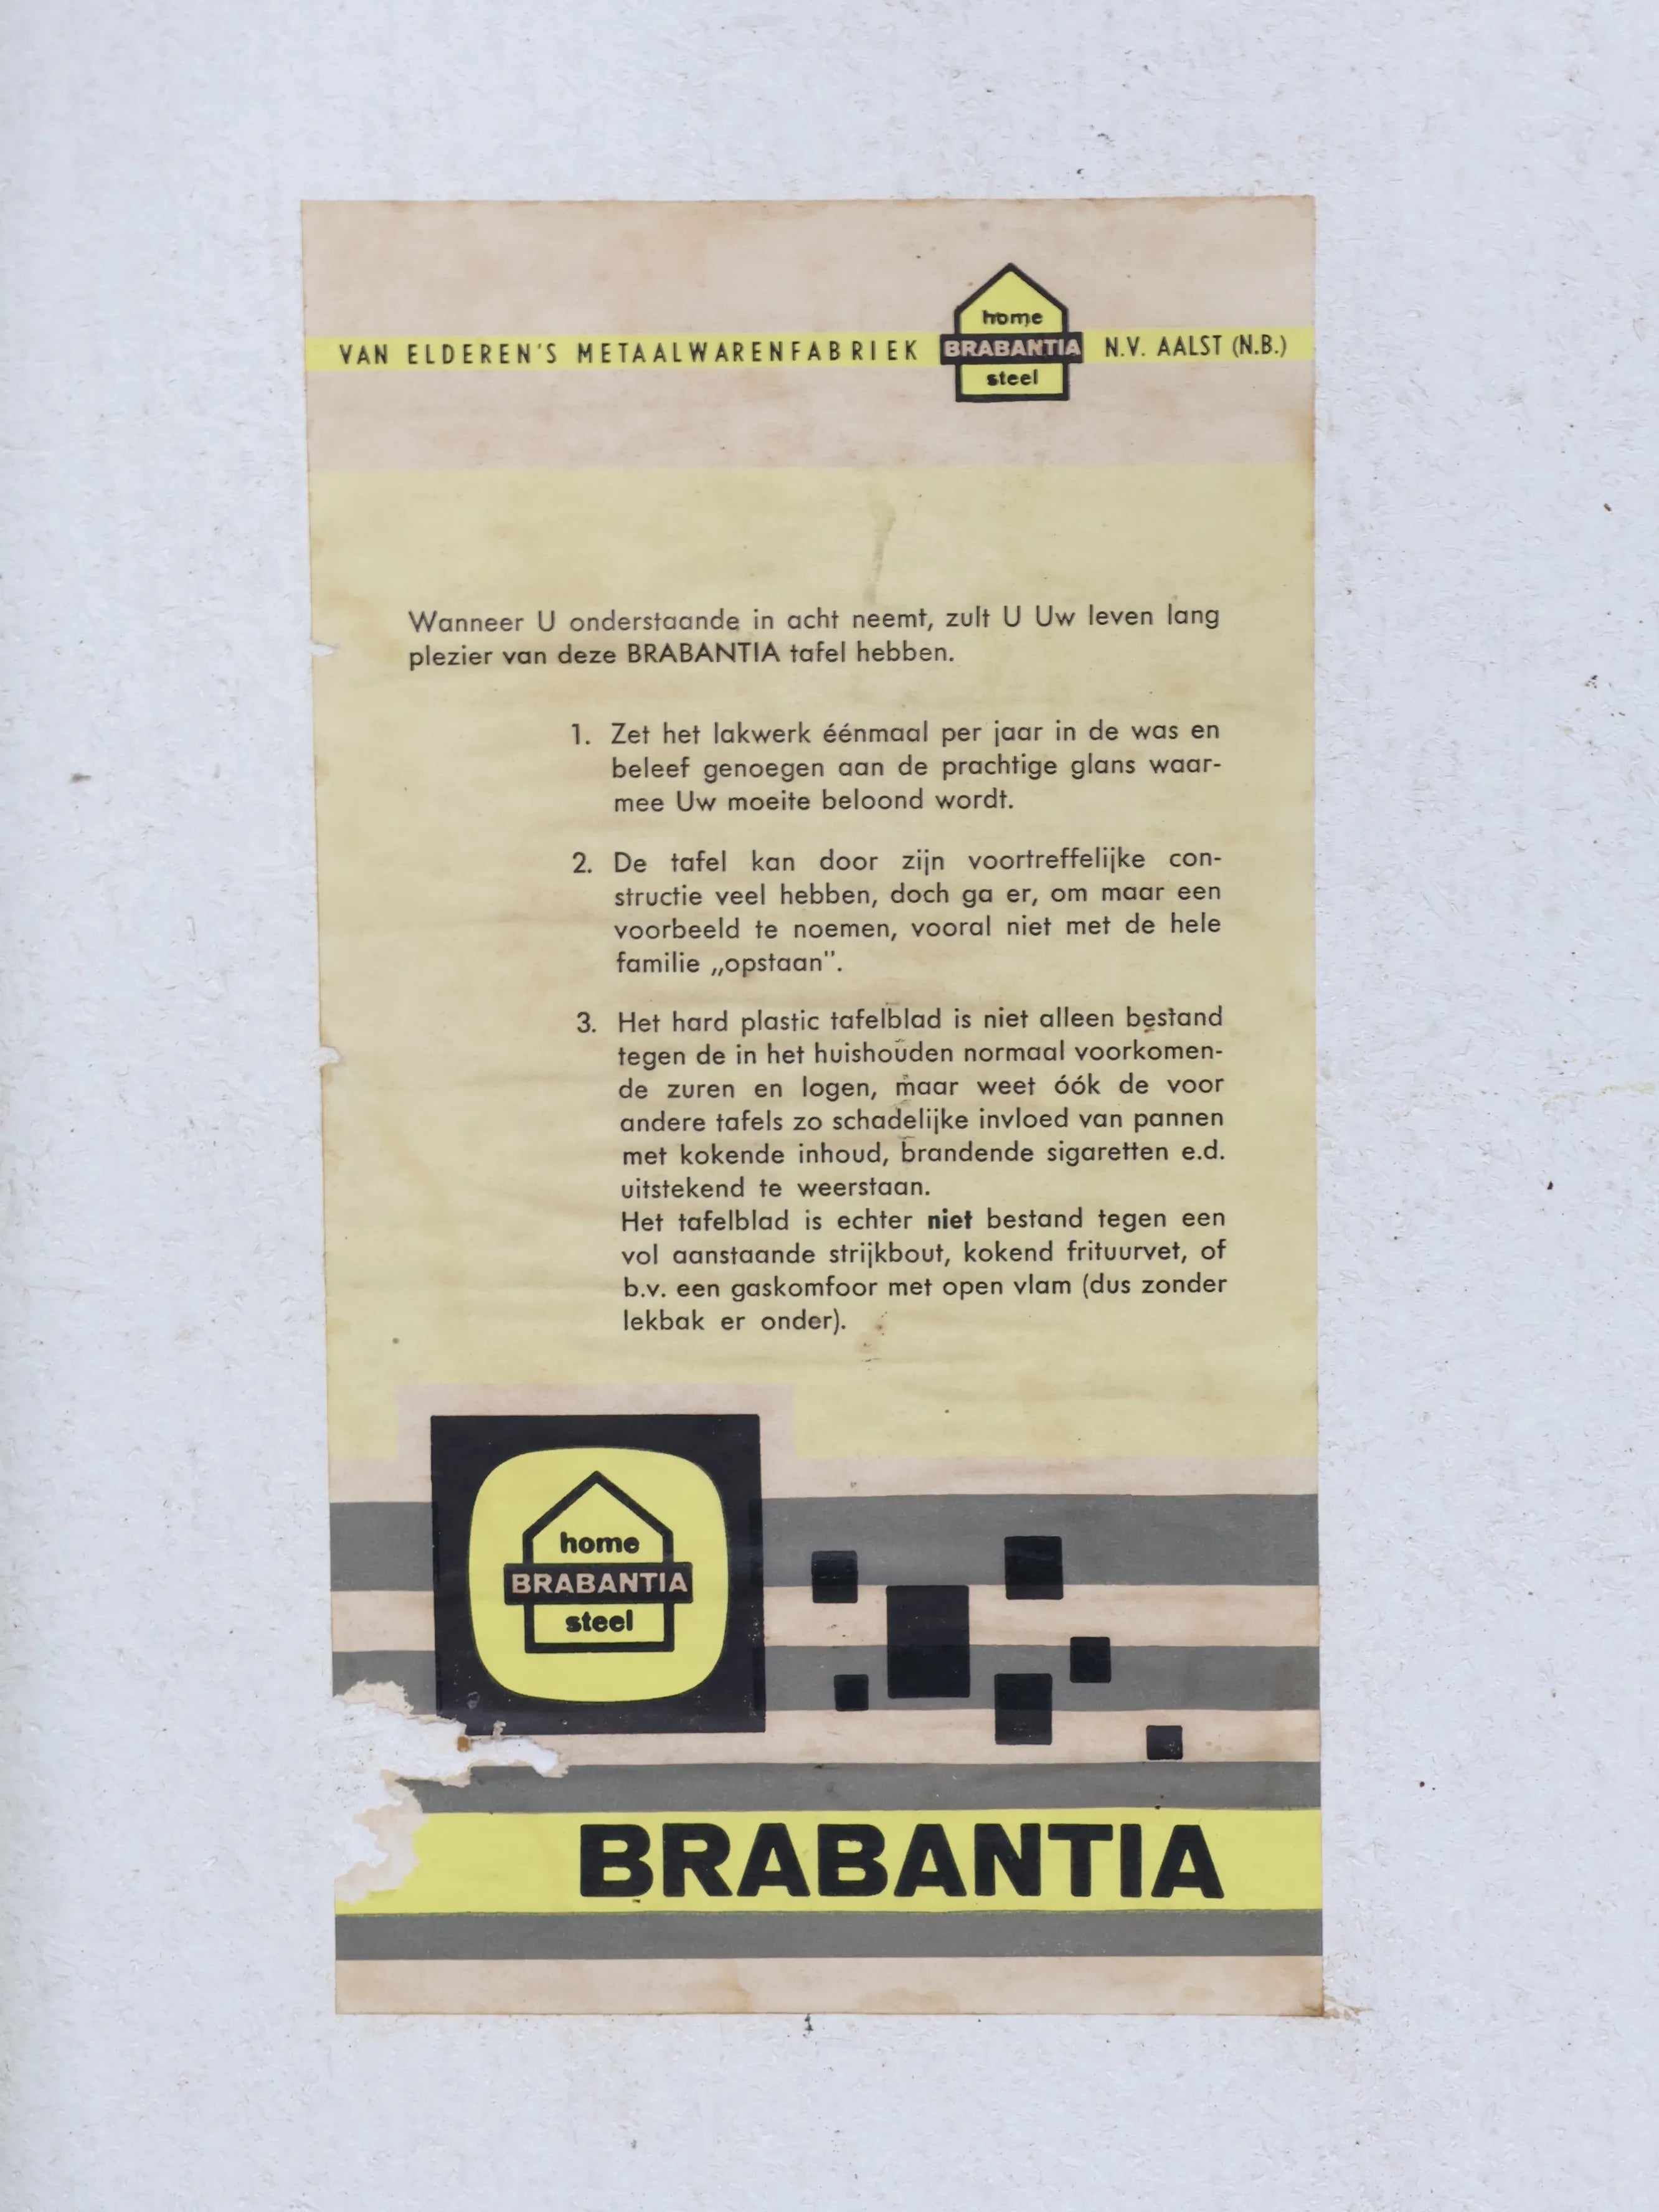 home
VAN ELDEREN'S METAALWARENFABRIEK BRABANTIA N.V. AALST (N.B.)
steel
Wanneer U onderstaande in acht neemt, zult U Uw leven lang
plezier van deze BRABANTIA tafel hebben.
1. Zet het lakwerk éénmaal per jaar in de was en
beleef genoegen aan de prachtige glans waar-
mee Uw moeite beloond wordt.
2. De tafel kan door zijn voortreffelijke con-
structie veel hebben, doch ga er, om maar een
voorbeeld te noemen, vooral niet met de hele
familie „opstaan".
3. Het hard plastic tafelblad is niet alleen bestand
tegen de in het huishouden normaal voorkomen-
de zuren en logen, maar weet óók de voor
andere tafels zo schadelijke invloed van pannen
met kokende inhoud, brandende sigaretten e.d.
uitstekend te weerstaan.
Het tafelblad is echter niet bestand tegen een
vol aanstaande strijkbout, kokend frituurvet, of
b.v. een gaskomfoor met open vlam (dus zonder
lekbak er onder).
home
BRABANTIA
steel
BRABANTIA